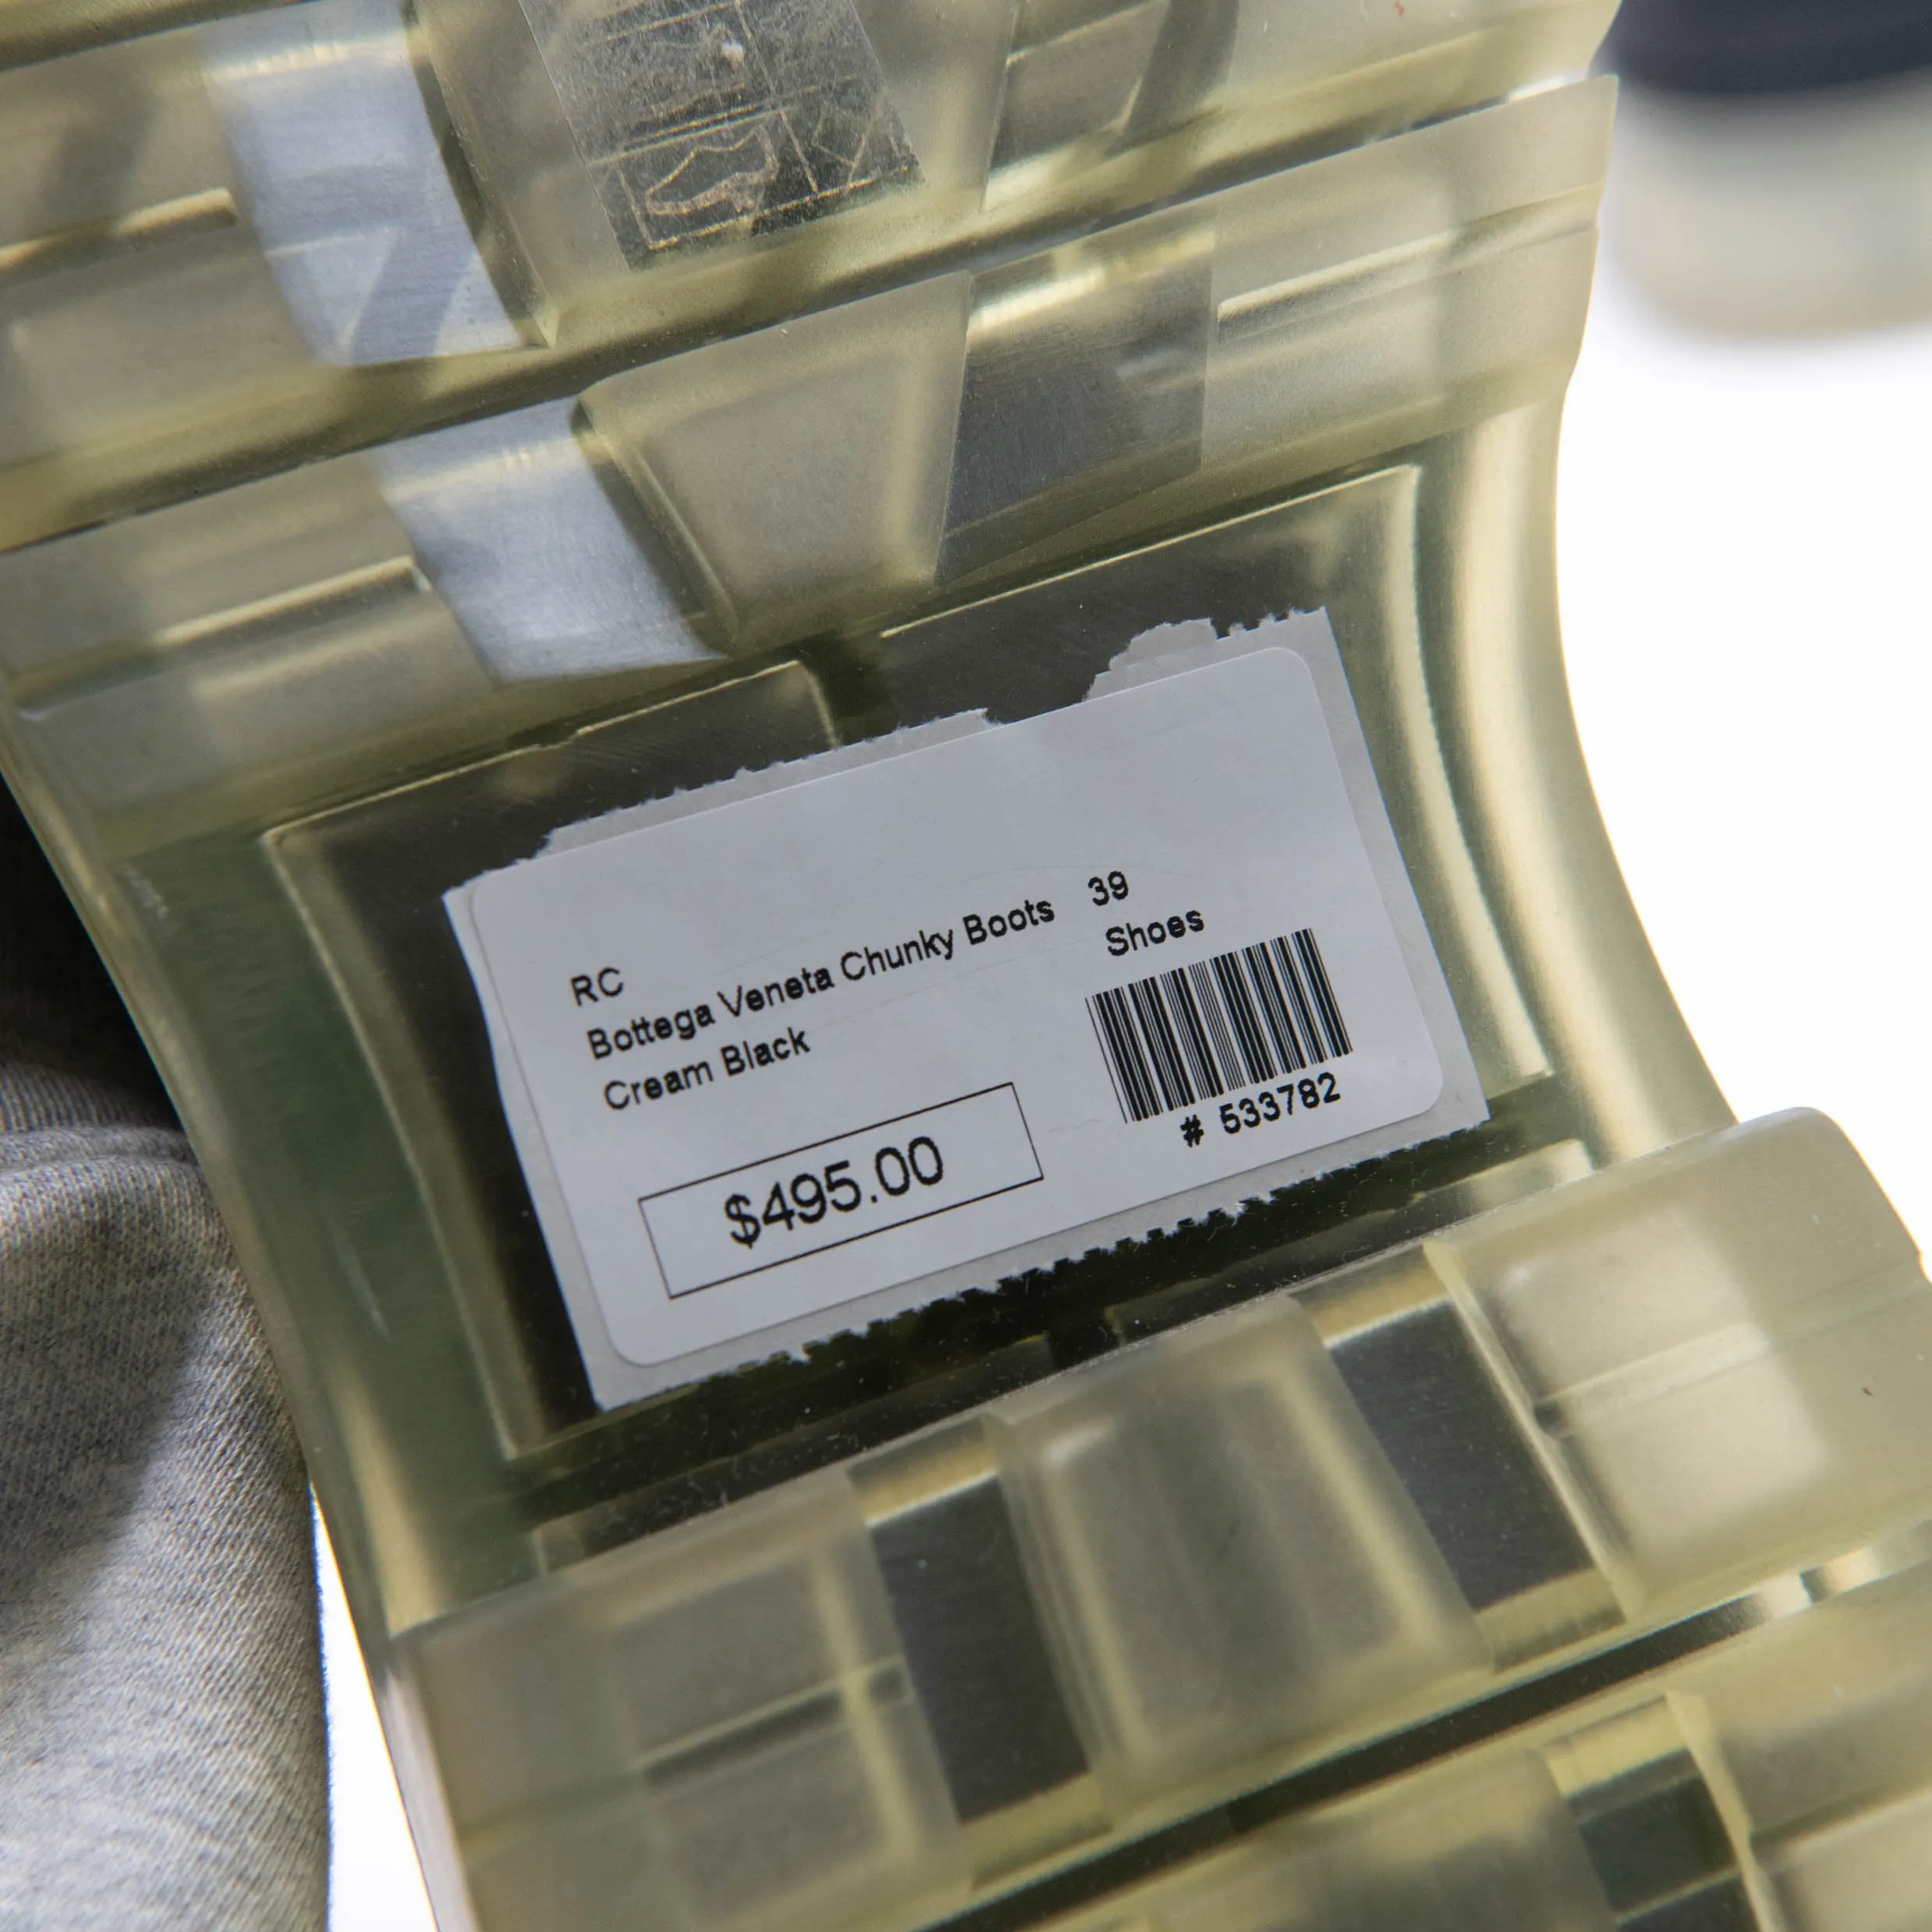 RC
Bottega Veneta Chunky Boots 39
Cream Black
Shoes
$495.00
# 533782